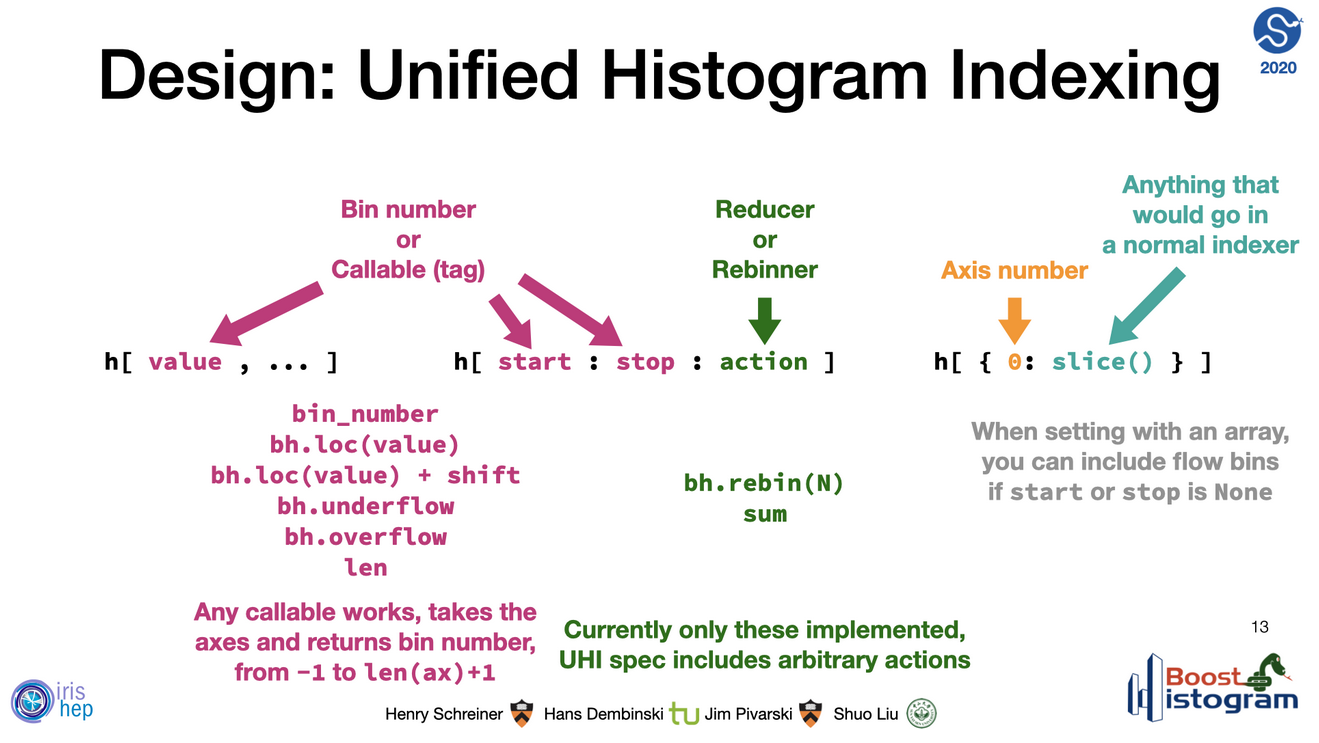 Design: Unified Histogram Indexing
2020
Bin number
or
Callable (tag)
Reducer
or
Rebinner
Axis number
Anything that
would go in
a normal indexer
h[ value , ... ]
h[ start : stop : action ]
h[ { 0: slice() } ]
bin_number
bh.loc(value)
bh.loc(value) + shift
bh.underflow
bh.overflow
len
Any callable works, takes the
axes and returns bin number,
from −1 to len(ax)+1
bh.rebin(N)
sum
Currently only these implemented,
UHI spec includes arbitrary actions
When setting with an array,
you can include flow bins
if start or stop is None
13
iris
hep
Henry Schreiner Hans Dembinski tu Jim Pivarski Shuo Liu
Boost
Histogram